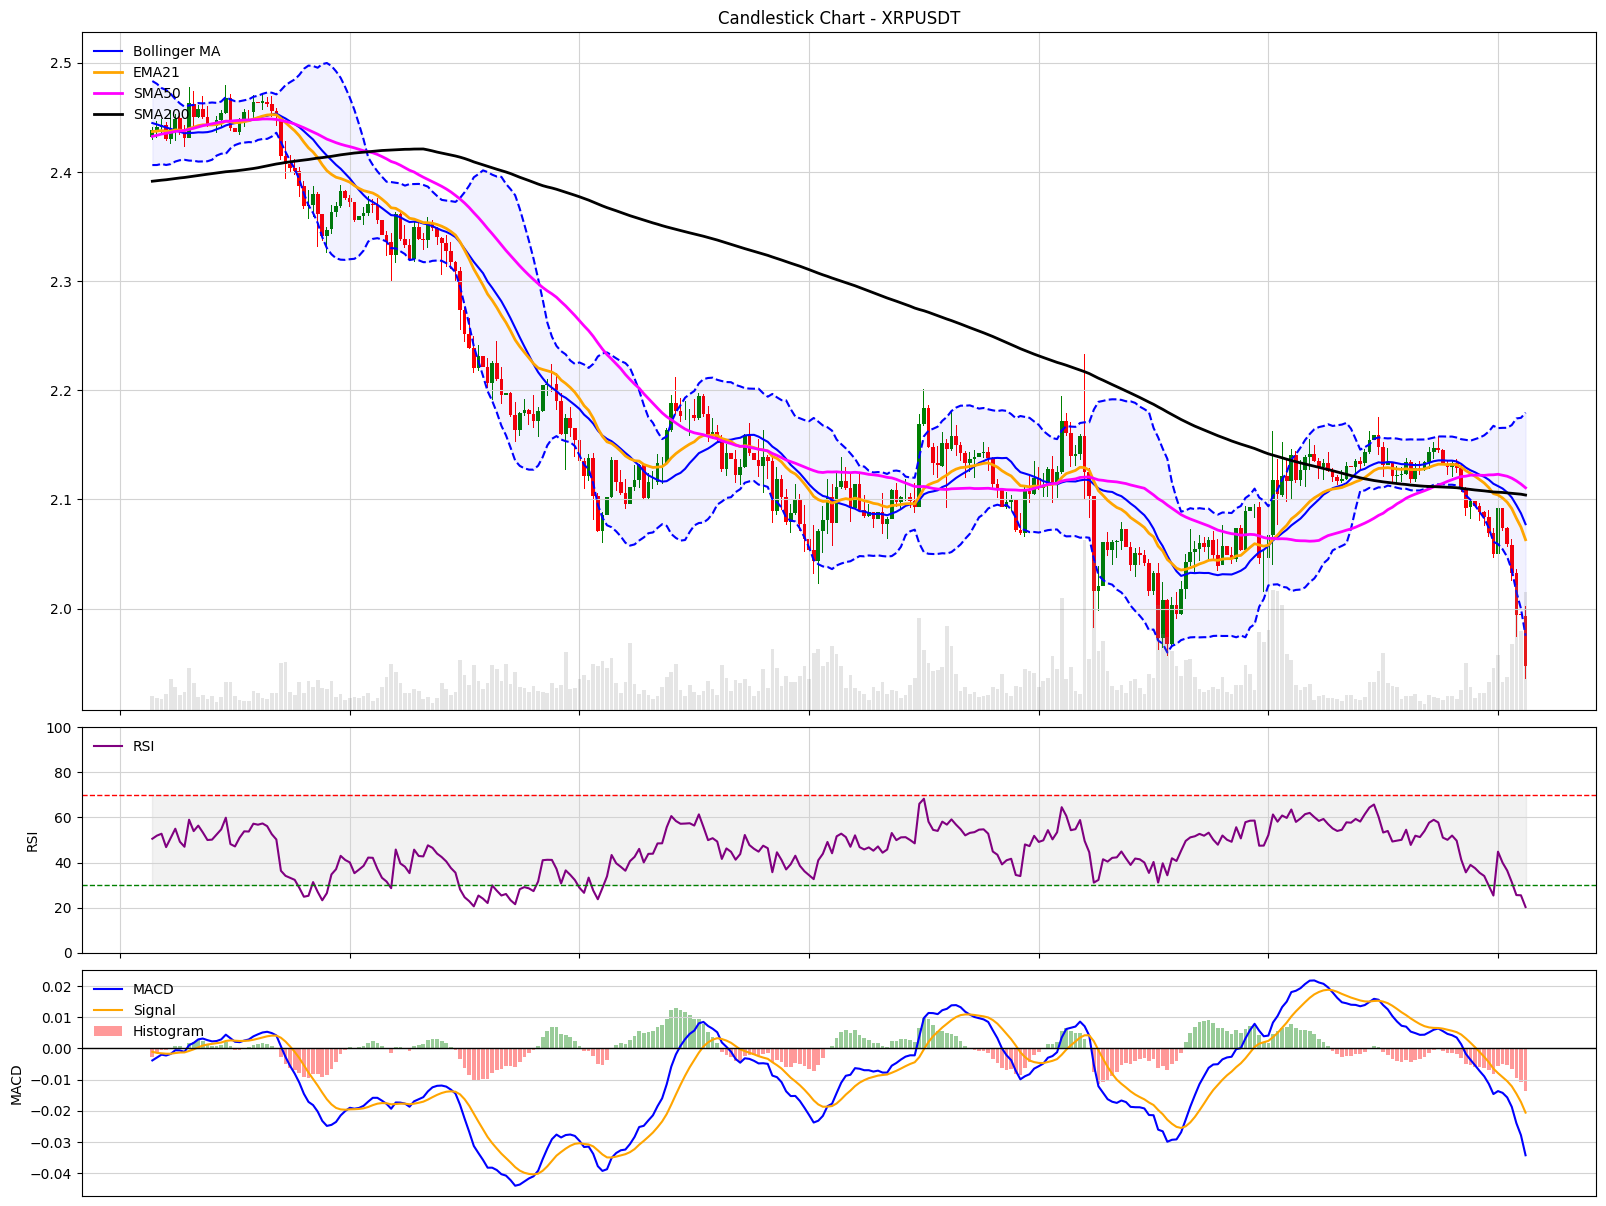 Candlestick Chart - XRPUSDT
Bollinger MA
EMA21
SMA50
SMA200
2.5
2.4
2.3
2.2
2.1
2.0
RSI
RSI
100
80
60
40
20
0
MACD
Signal
Histogram
MACD
0.02
0.01
0.00
−0.01
−0.02
−0.03
−0.04